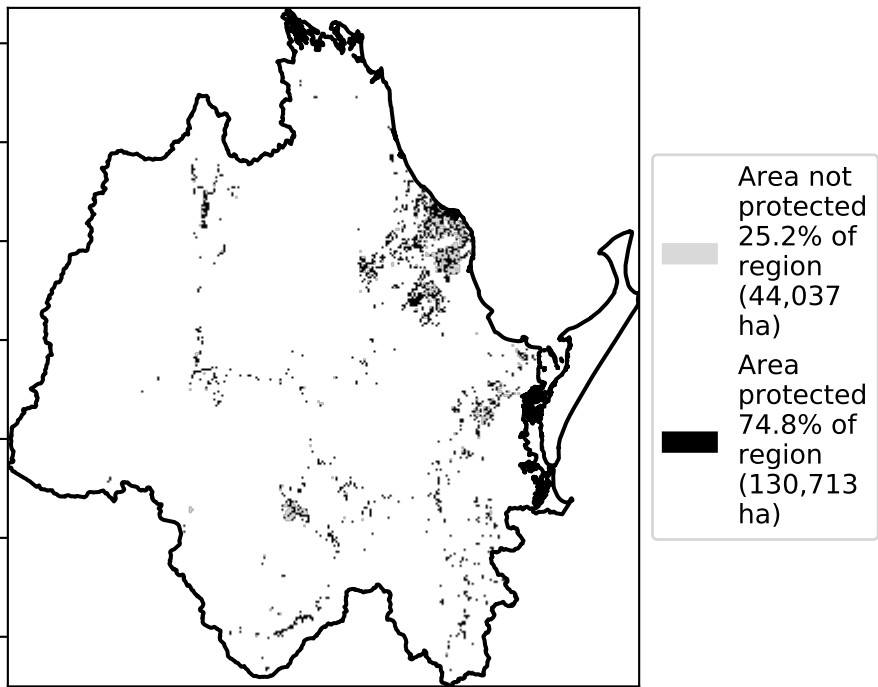 Area not
protected
25.2% of
region
(44,037
ha)
Area
protected
74.8% of
region
(130,713
ha)